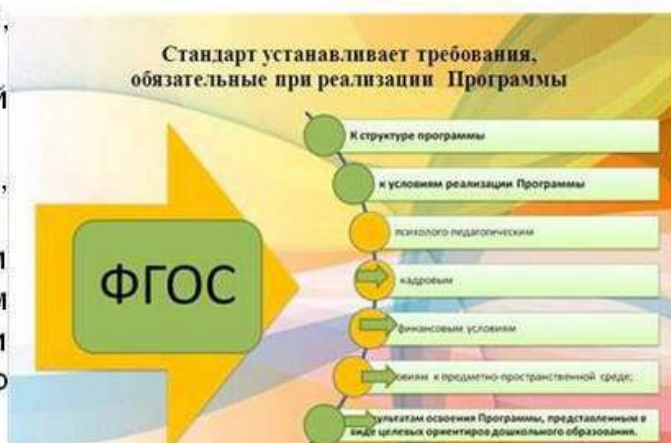 Стандарт устанавливает требования,
обязательные при реализации Программы
К структуре программы
к условиям реализации Программы
ФГОС
психолого педагогическим
кадровым
финансовым условиям
к предметно-пространственной среде;
освоения Программы, представленным в
виде целевых ориентиров дошкольного образования.